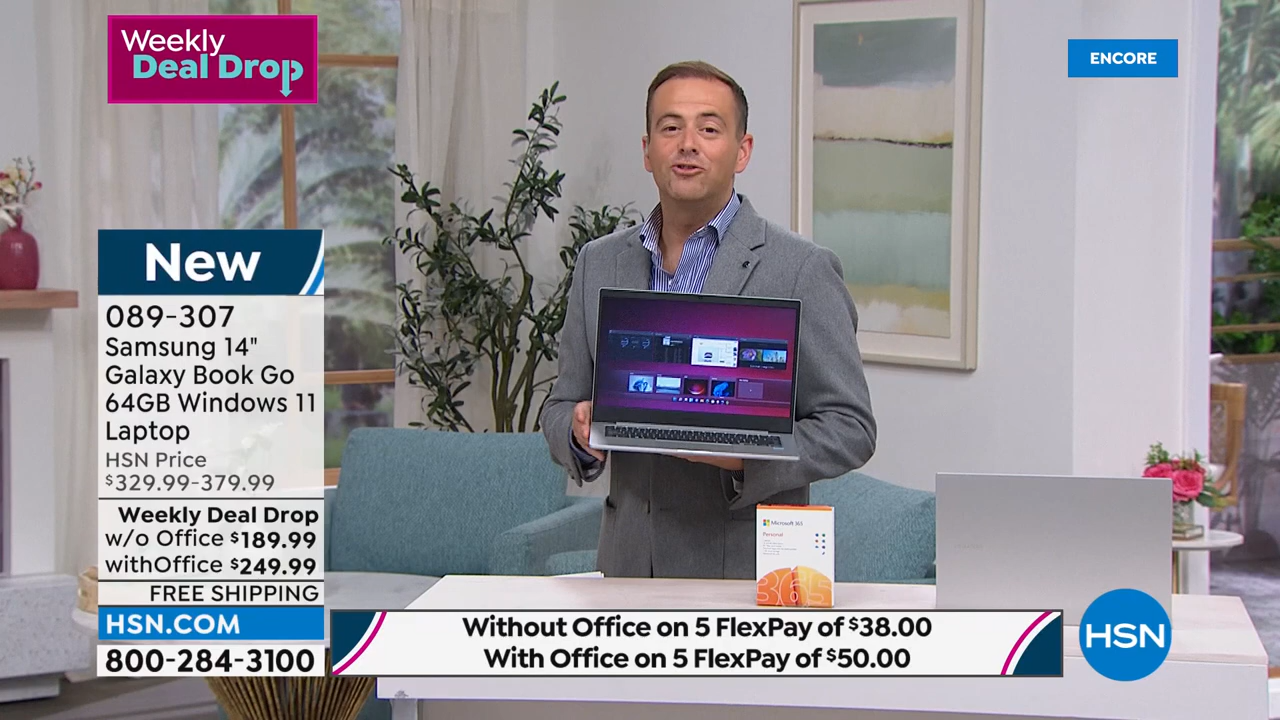 Weekly
Deal Drop
ENCORE
New
089-307
Samsung 14"
Galaxy Book Go
64GB Windows 11
Laptop
HSN Price
$329.99-379.99
Weekly Deal Drop
w/o Office $189.99
withOffice $249.99
FREE SHIPPING
HSN.COM
800-284-3100
Microsoft 365
Personal
365
Without Office on 5 FlexPay of $38.00
With Office on 5 FlexPay of $50.00
HSN